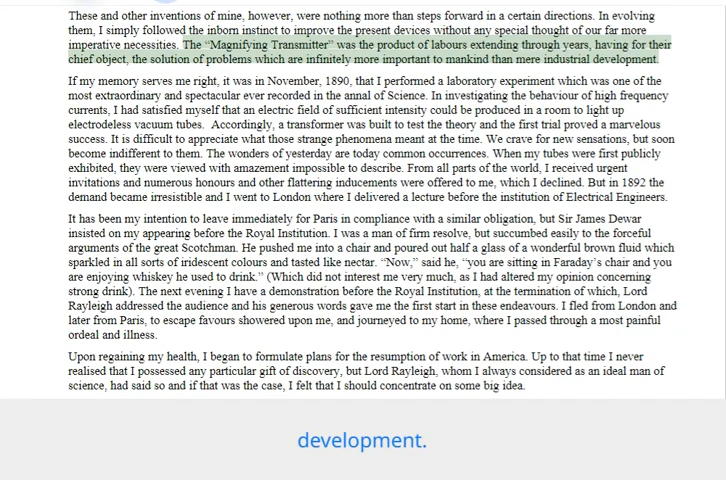 These and other inventions of mine, however, were nothing more than steps forward in a certain directions. In evolving
them, I simply followed the inborn instinct to improve the present devices without any special thought of our far more
imperative necessities. The “Magnifying Transmitter” was the product of labours extending through years, having for their
chief object, the solution of problems which are infinitely more important to mankind than mere industrial development.
If my memory serves me right, it was in November, 1890, that I performed a laboratory experiment which was one of the
most extraordinary and spectacular ever recorded in the annal of Science. In investigating the behaviour of high frequency
currents, I had satisfied myself that an electric field of sufficient intensity could be produced in a room to light up
electrodeless vacuum tubes. Accordingly, a transformer was built to test the theory and the first trial proved a marvelous
success. It is difficult to appreciate what those strange phenomena meant at the time. We crave for new sensations, but soon
become indifferent to them. The wonders of yesterday are today common occurrences. When my tubes were first publicly
exhibited, they were viewed with amazement impossible to describe. From all parts of the world, I received urgent
invitations and numerous honours and other flattering inducements were offered to me, which I declined. But in 1892 the
demand became irresistible and I went to London where I delivered a lecture before the institution of Electrical Engineers.
It has been my intention to leave immediately for Paris in compliance with a similar obligation, but Sir James Dewar
insisted on my appearing before the Royal Institution. I was a man of firm resolve, but succumbed easily to the forceful
arguments of the great Scotchman. He pushed me into a chair and poured out half a glass of a wonderful brown fluid which
sparkled in all sorts of iridescent colours and tasted like nectar. “Now,” said he, “you are sitting in Faraday’s chair and you
are enjoying whiskey he used to drink.” (Which did not interest me very much, as I had altered my opinion concerning
strong drink). The next evening I have a demonstration before the Royal Institution, at the termination of which, Lord
Rayleigh addressed the audience and his generous words gave me the first start in these endeavours. I fled from London and
later from Paris, to escape favours showered upon me, and journeyed to my home, where I passed through a most painful
ordeal and illness.
Upon regaining my health, I began to formulate plans for the resumption of work in America. Up to that time I never
realised that I possessed any particular gift of discovery, but Lord Rayleigh, whom I always considered as an ideal man of
science, had said so and if that was the case, I felt that I should concentrate on some big idea.
development.